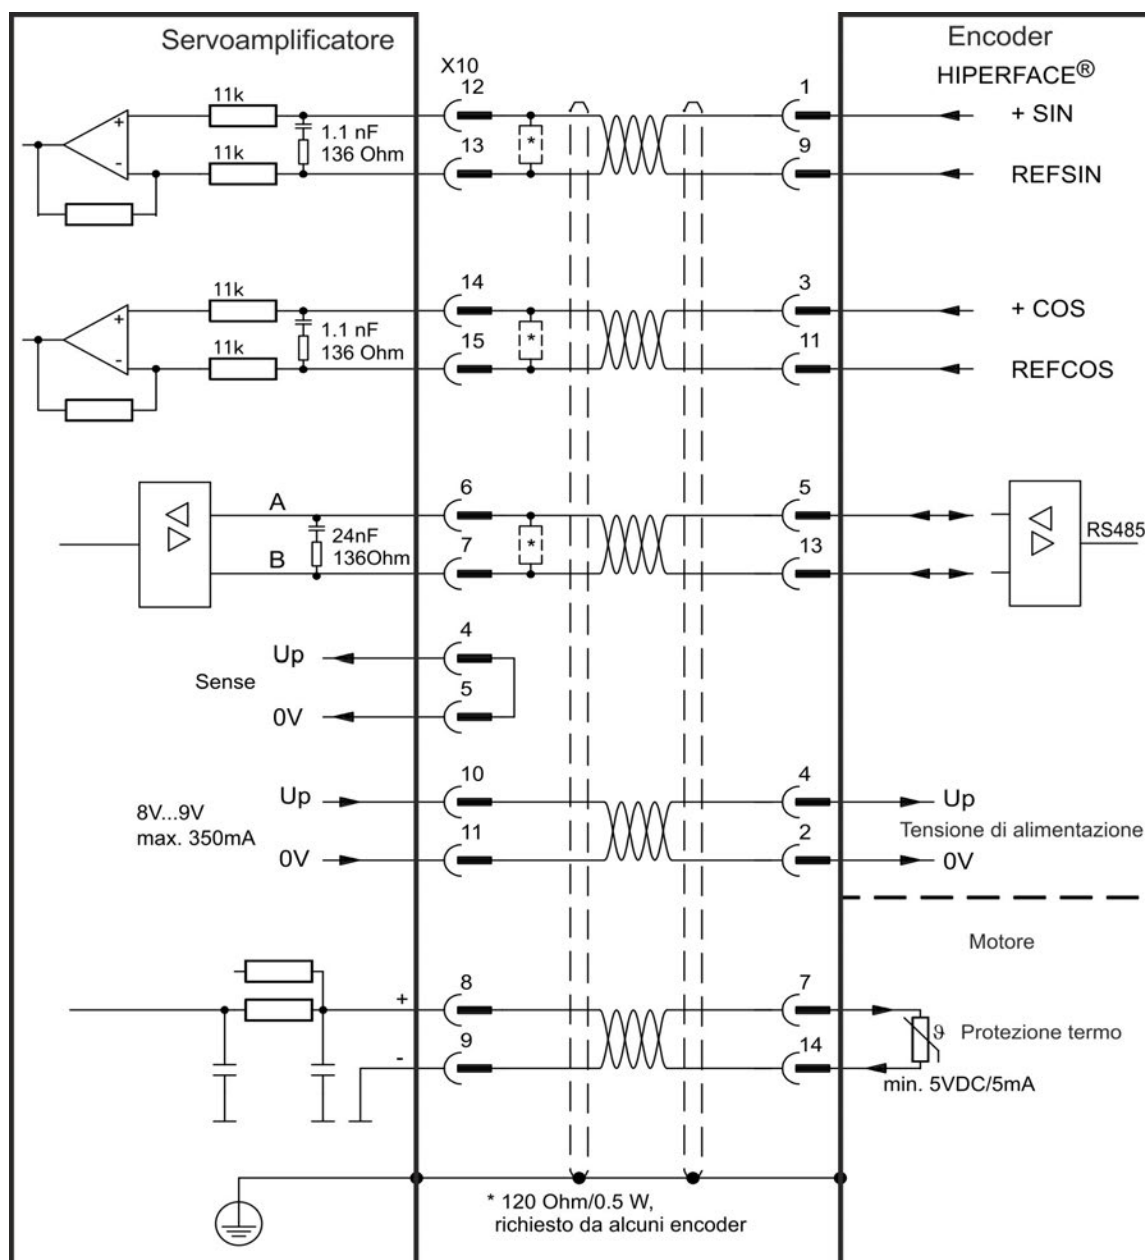 Servoamplificatore
Encoder
HIPERFACE®
X10
11k
12
1
+ SIN
+
1.1 nF
136 Ohm
*
-
11k
13
9
REFSIN
11k
14
3
+ COS
+
1.1 nF
136 Ohm
*
-
11k
15
11
REFCOS
A
6
5
24nF
136Ohm
*
RS485
B
7
13
Up
4
Sense
0V
5
8V...9V
max. 350mA
Up
10
4
Up
Tensione di alimentazione
0V
11
2
0V
Motore
+
8
7
ϑ Protezione termo
-
9
14
min. 5VDC/5mA
* 120 Ohm/0.5 W,
richiesto da alcuni encoder